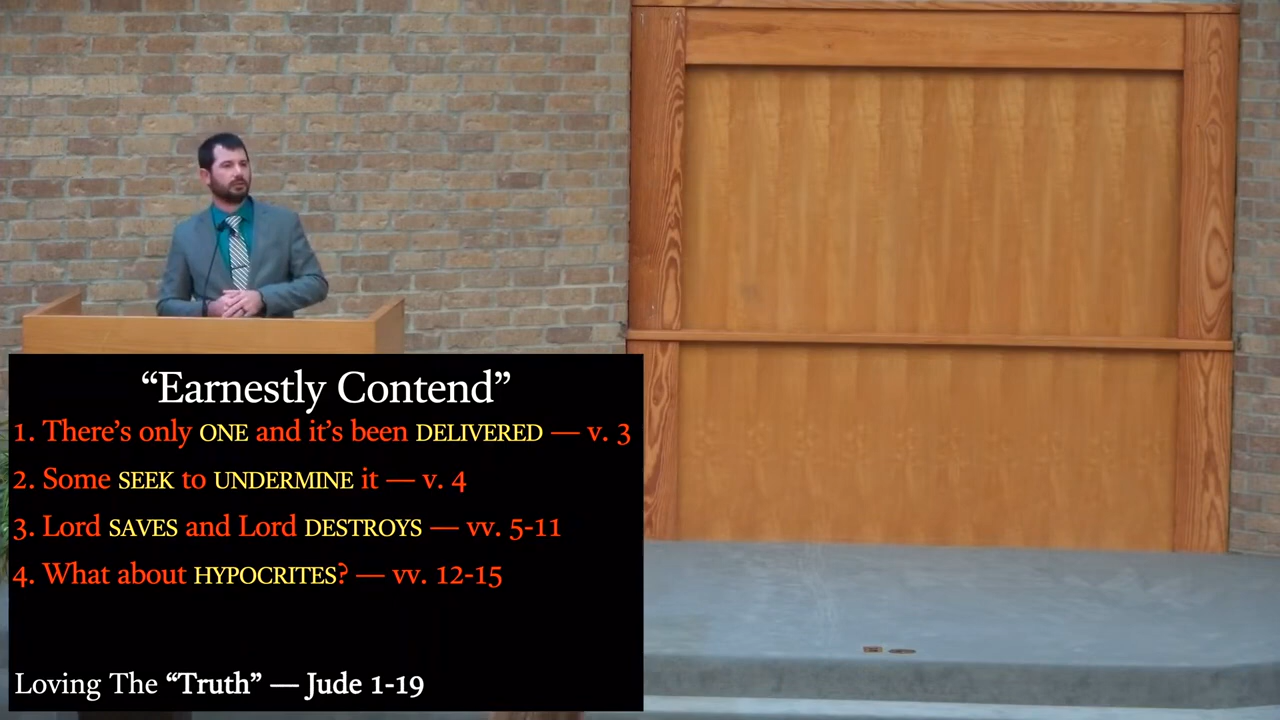 “Earnestly Contend”
1. There’s only ONE and it’s been DELIVERED — v. 3
2. Some SEEK to UNDERMINE it — v. 4
3. Lord SAVES and Lord DESTROYS — vv. 5-11
4. What about HYPOCRITES? — vv. 12-15
Loving The “Truth” — Jude 1-19